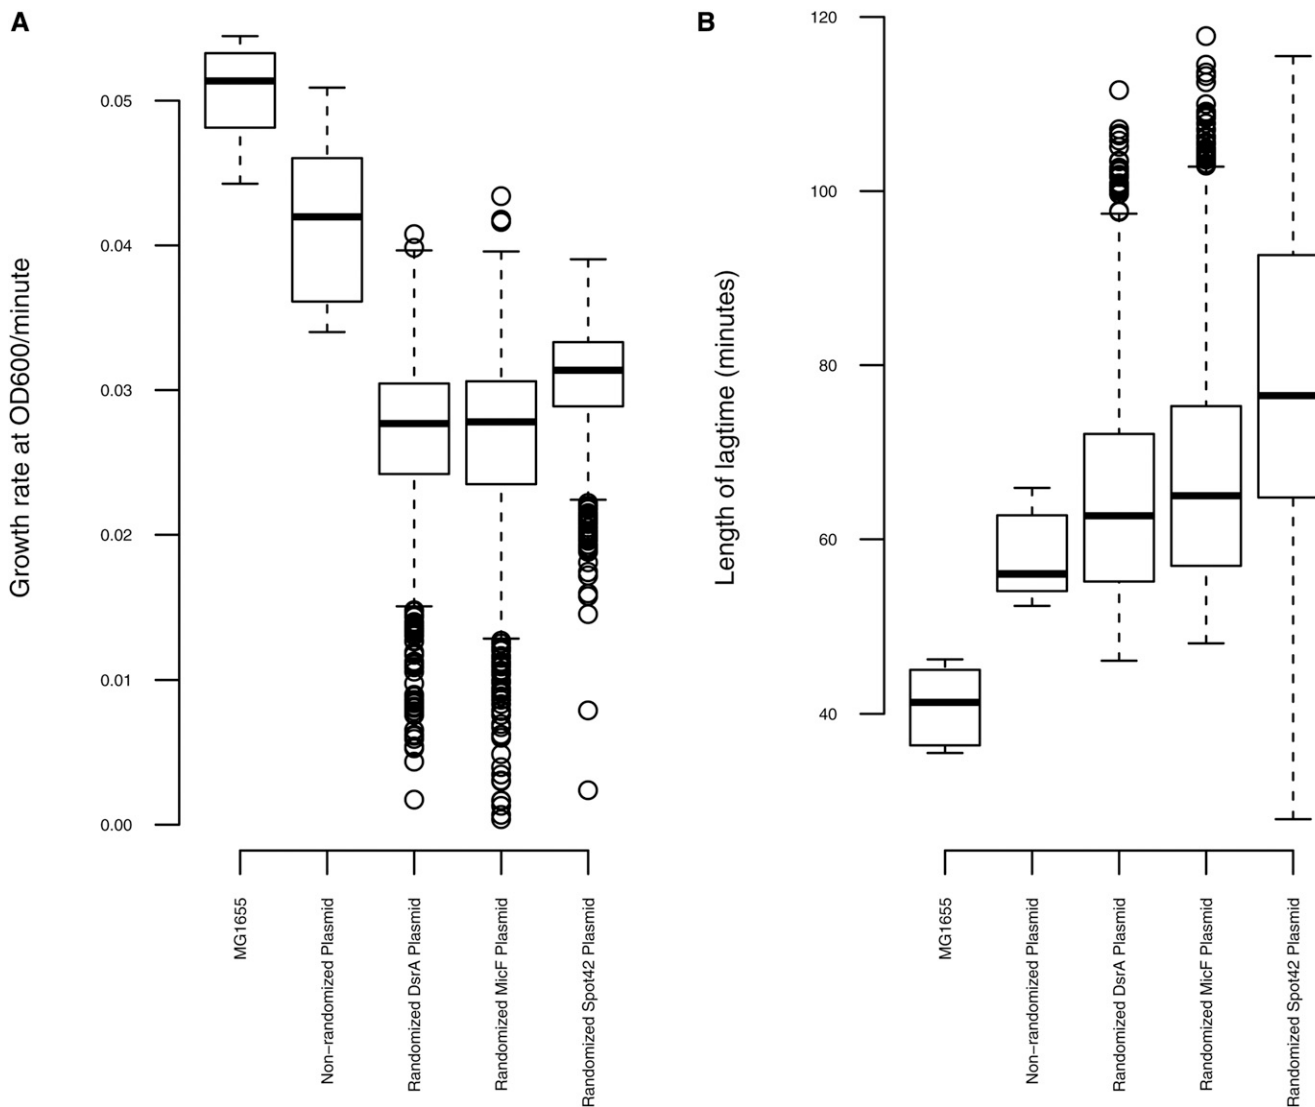 A
Growth rate at OD600/minute
0.05
0.04
0.03
0.02
0.01
0.00
MG1655
Non−randomized Plasmid
Randomized DsrA Plasmid
Randomized MicF Plasmid
Randomized Spot42 Plasmid
B
Length of lagtime (minutes)
120
100
80
60
40
MG1655
Non−randomized Plasmid
Randomized DsrA Plasmid
Randomized MicF Plasmid
Randomized Spot42 Plasmid